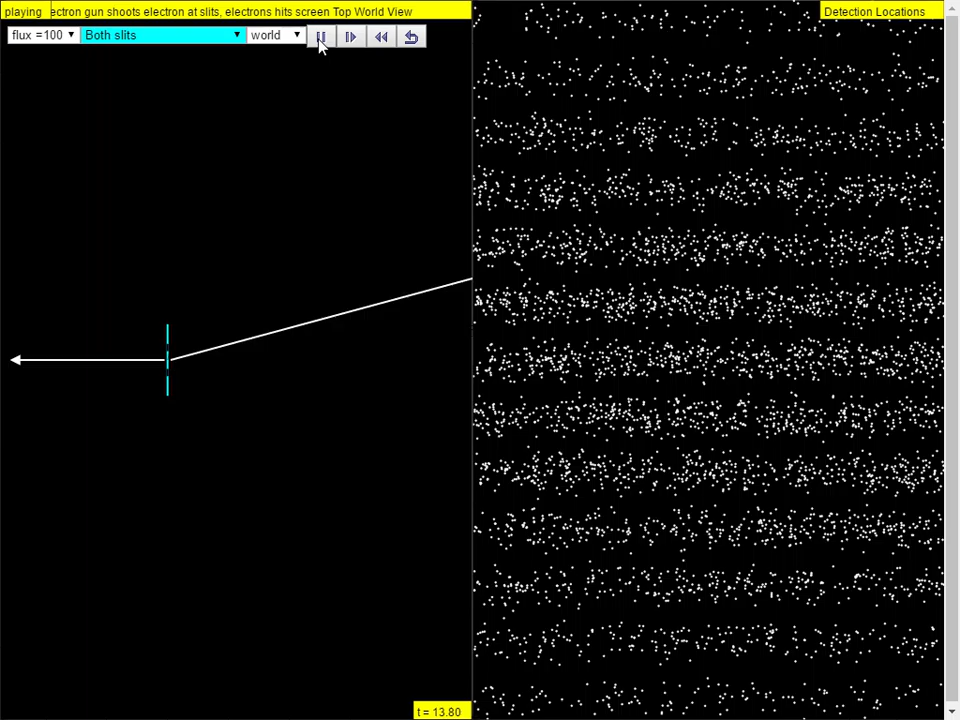 playing ectron gun shoots electron at slits, electrons hits screen Top World View
Detection Locations
flux =100 Both slits world
t = 13.80